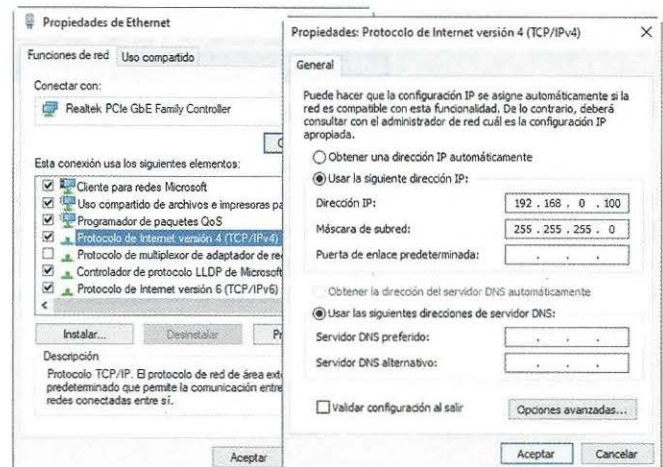 Propiedades de Ethernet
Funciones de red Uso compartido
Conectar con:
Realtek PCIe GbE Family Controller
Esta conexión usa los siguientes elementos:
Cliente para redes Microsoft
Uso compartido de archivos e impresoras pa
Programador de paquetes QoS
Protocolo de Internet versión 4 (TCP/IPv4)
Protocolo de multiplexor de adaptador de re
Controlador de protocolo LLDP de Microsoft
Protocolo de Internet versión 6 (TCP/IPv6)
Instalar... Desinstalar Pr
Descripción
Protocolo TCP/IP. El protocolo de red de área ext
predeterminado que permite la comunicación entre
redes conectadas entre sí.
Aceptar
Propiedades: Protocolo de Internet versión 4 (TCP/IPv4)
General
Puede hacer que la configuración IP se asigne automáticamente si la
red es compatible con esta funcionalidad. De lo contrario, deberá
consultar con el administrador de red cuál es la configuración IP
apropiada.
Obtener una dirección IP automáticamente
Usar la siguiente dirección IP:
Dirección IP: 192 . 168 . 0 . 100
Máscara de subred: 255 . 255 . 255 . 0
Puerta de enlace predeterminada: . . .
Obtener la dirección del servidor DNS automáticamente
Usar las siguientes direcciones de servidor DNS:
Servidor DNS preferido: . . .
Servidor DNS alternativo: . . .
Validar configuración al salir Opciones avanzadas...
Aceptar Cancelar